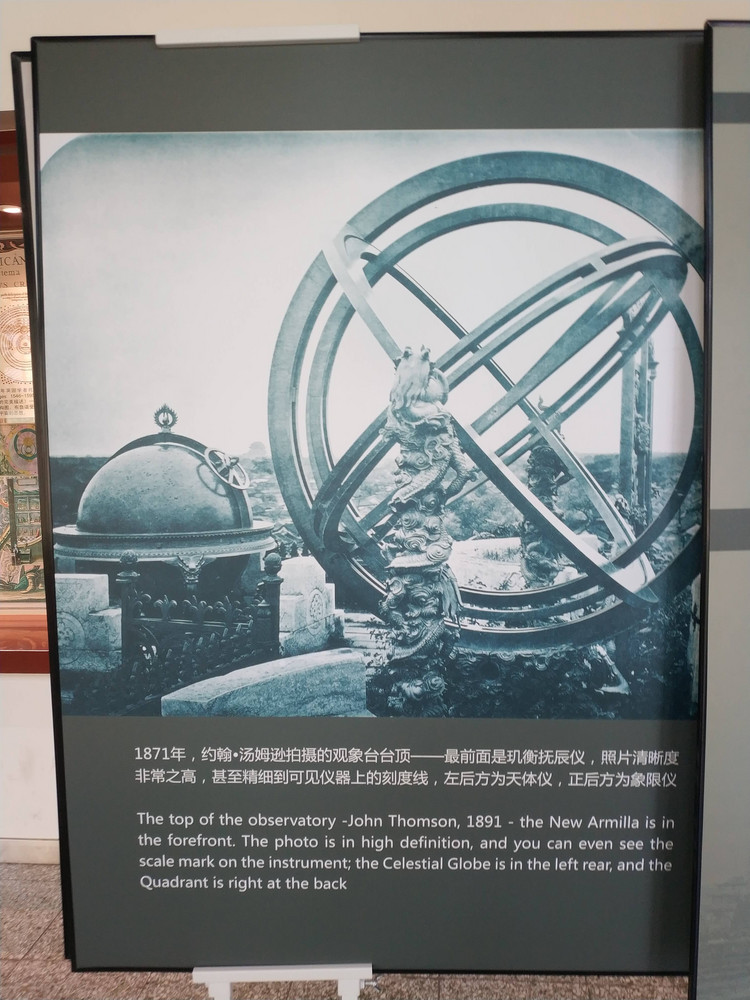 1871年，约翰•汤姆逊拍摄的观象台台顶——最前面是玑衡抚辰仪，照片清晰度
非常之高，甚至精细到可见仪器上的刻度线，左后方为天体仪，正后方为象限仪
The top of the observatory -John Thomson, 1891 - the New Armilla is in
the forefront. The photo is in high definition, and you can even see the
scale mark on the instrument; the Celestial Globe is in the left rear, and the
Quadrant is right at the back